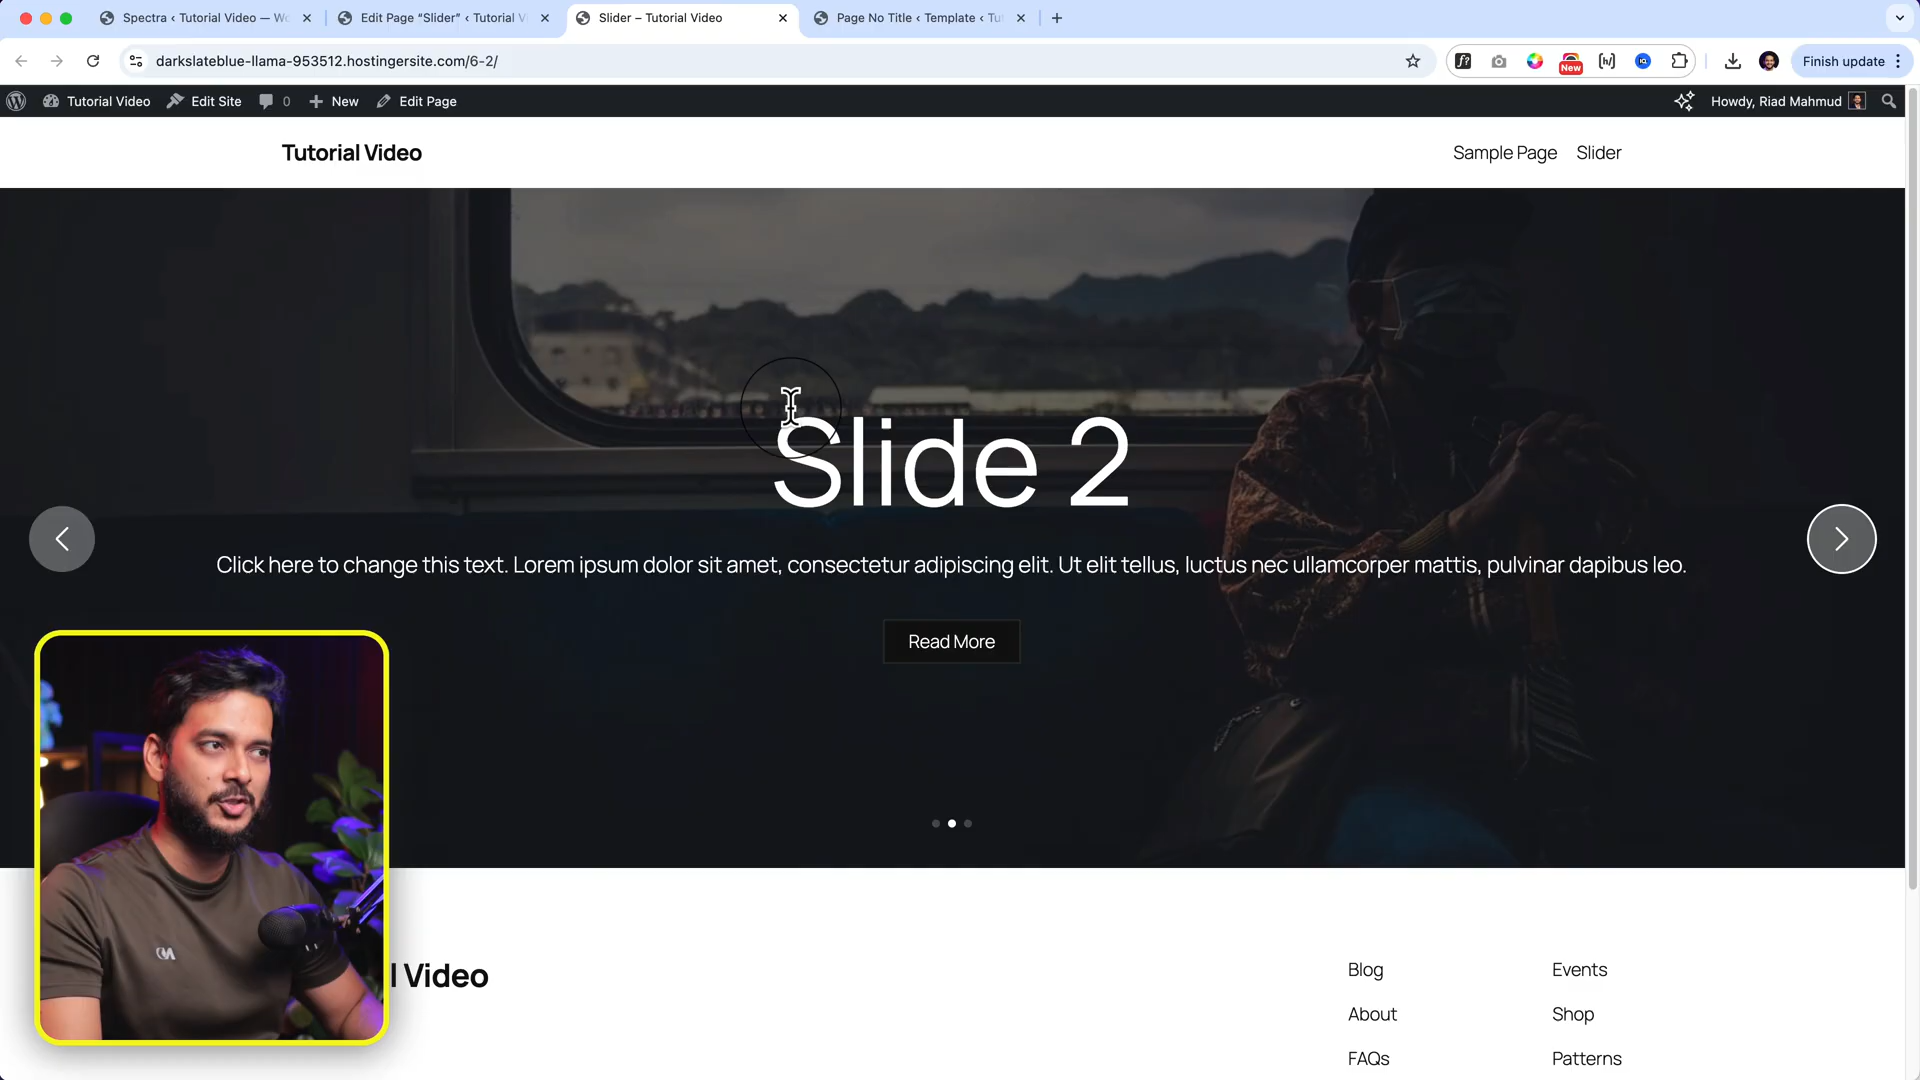 Spectra ‹ Tutorial Video — Wo
Edit Page “Slider” ‹ Tutorial V
Slider – Tutorial Video
Page No Title ‹ Template ‹ Tu
darkslateblue-llama-953512.hostingersite.com/6-2/
New
Finish update
Tutorial Video
Edit Site
0
New
Edit Page
Howdy, Riad Mahmud
Tutorial Video
Sample Page
Slider
Slide 2
Click here to change this text. Lorem ipsum dolor sit amet, consectetur adipiscing elit. Ut elit tellus, luctus nec ullamcorper mattis, pulvinar dapibus leo.
Read More
l Video
Blog
Events
About
Shop
FAQs
Patterns